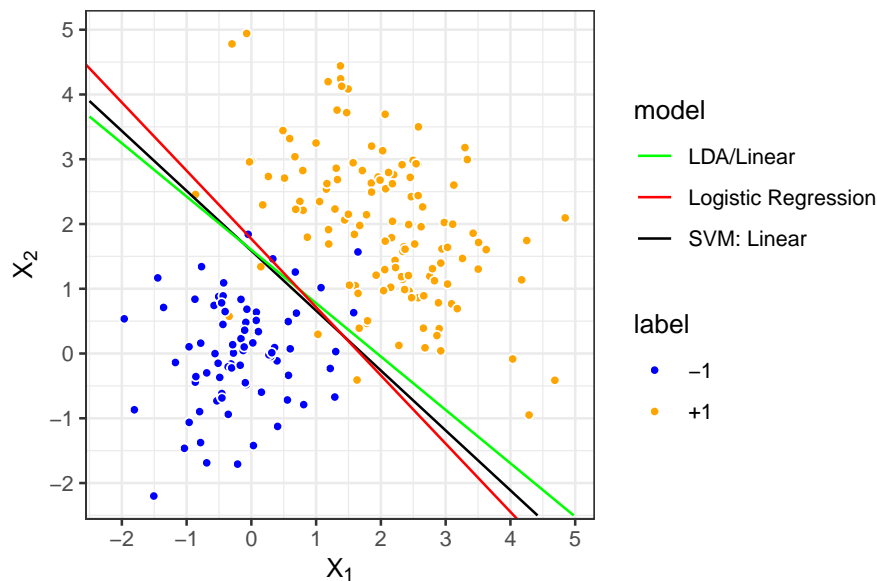 5
4
3
2
1
0
−1
−2
X2
−2 −1 0 1 2 3 4 5
X1
model
LDA/Linear
Logistic Regression
SVM: Linear
label
−1
+1